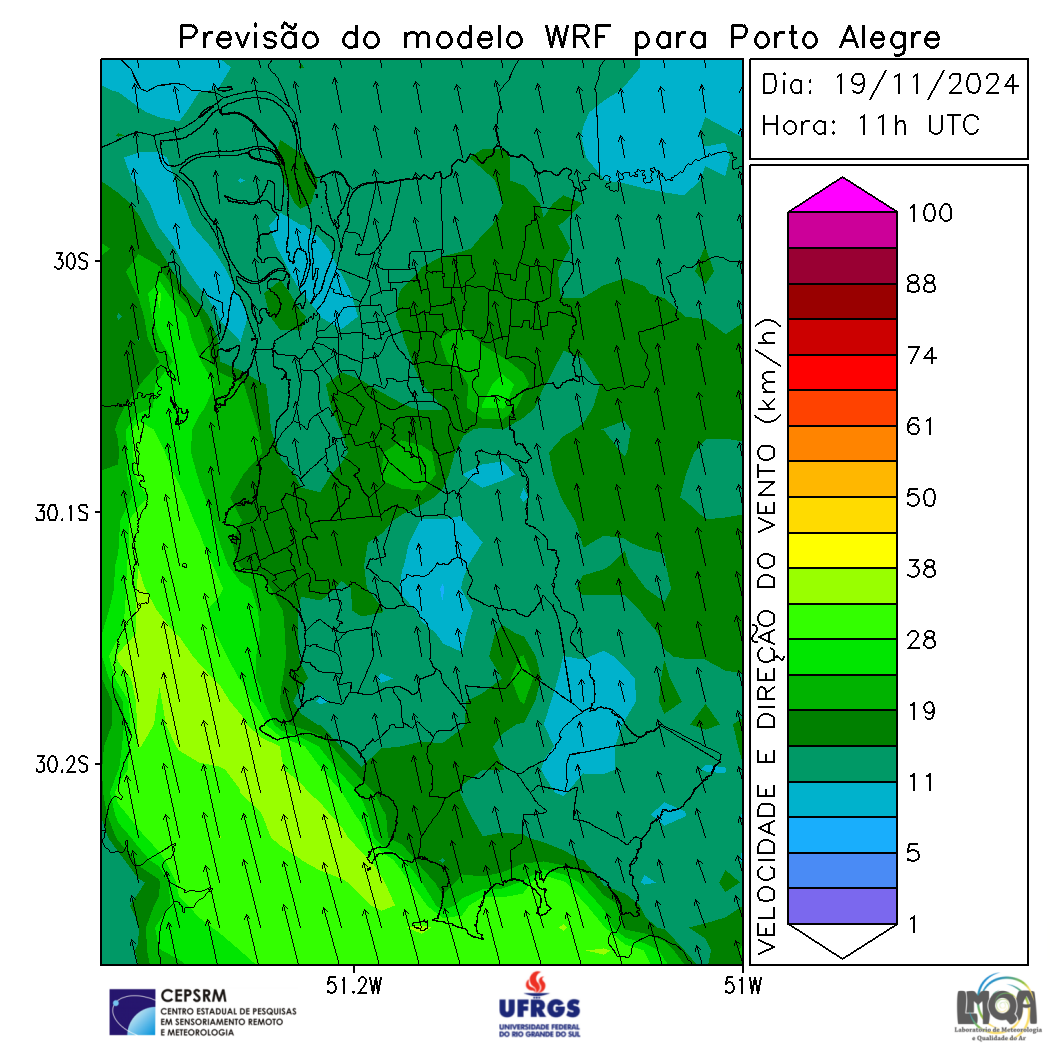 Previsão do modelo WRF para Porto Alegre
Dia: 19/11/2024
Hora: 11h UTC
30S
30.1S
30.2S
51.2W
51W
VELOCIDADE E DIREÇÃO DO VENTO (km/h)
100
88
74
61
50
38
28
19
11
5
1
CEPSRM
CENTRO ESTADUAL DE PESQUISAS
EM SENSORIAMENTO REMOTO
E METEOROLOGIA
UFRGS
UNIVERSIDADE FEDERAL
DO RIO GRANDE DO SUL
LMQA
Laboratório de Meteorologia
e Qualidade do Ar